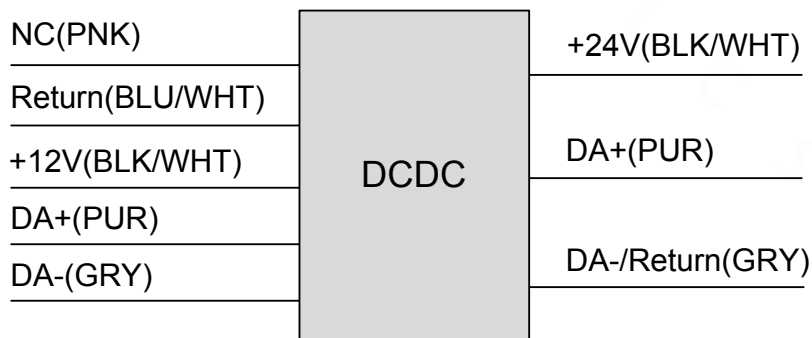 NC(PNK)
Return(BLU/WHT)
+12V(BLK/WHT)
DA+(PUR)
DA-(GRY)
DCDC
+24V(BLK/WHT)
DA+(PUR)
DA-/Return(GRY)